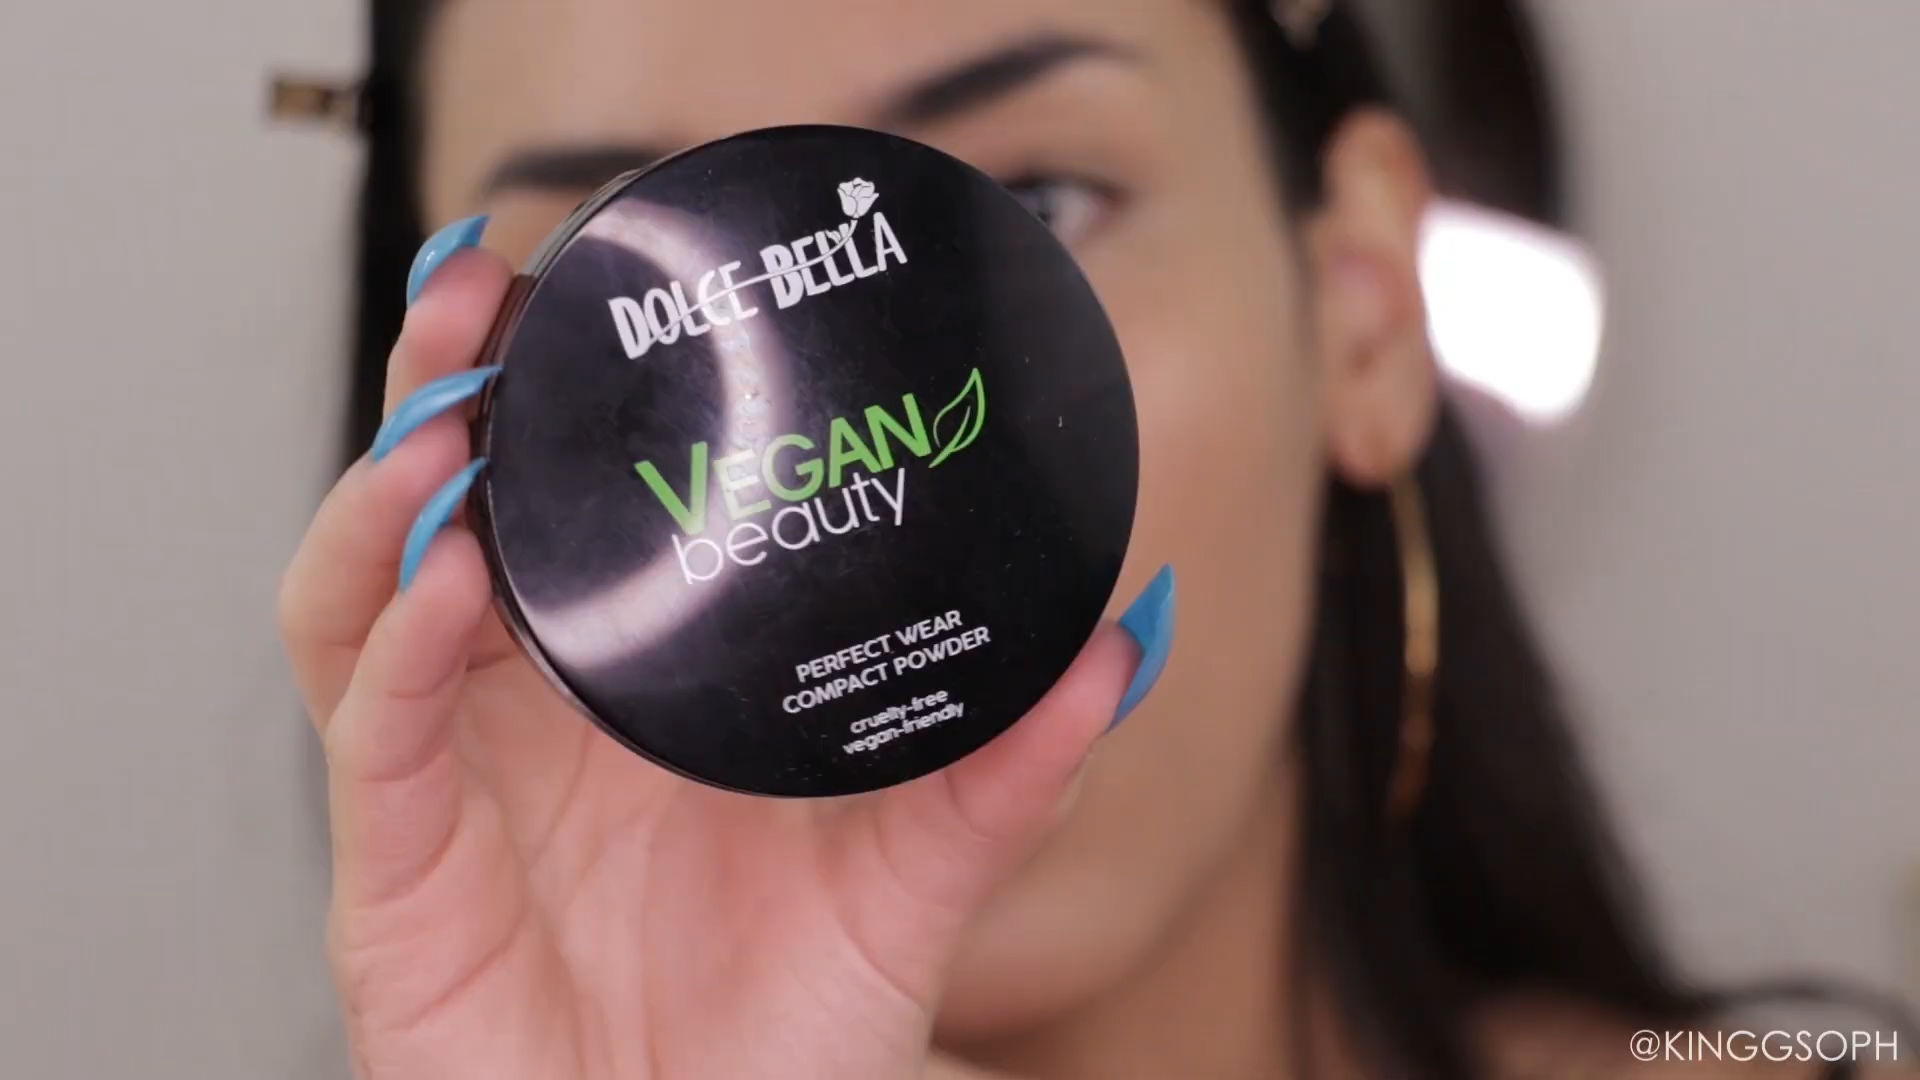 DOLCE BELLA
VEGAN
beauty
PERFECT WEAR
COMPACT POWDER
cruelty-free
vegan-friendly
@KINGGSOPH